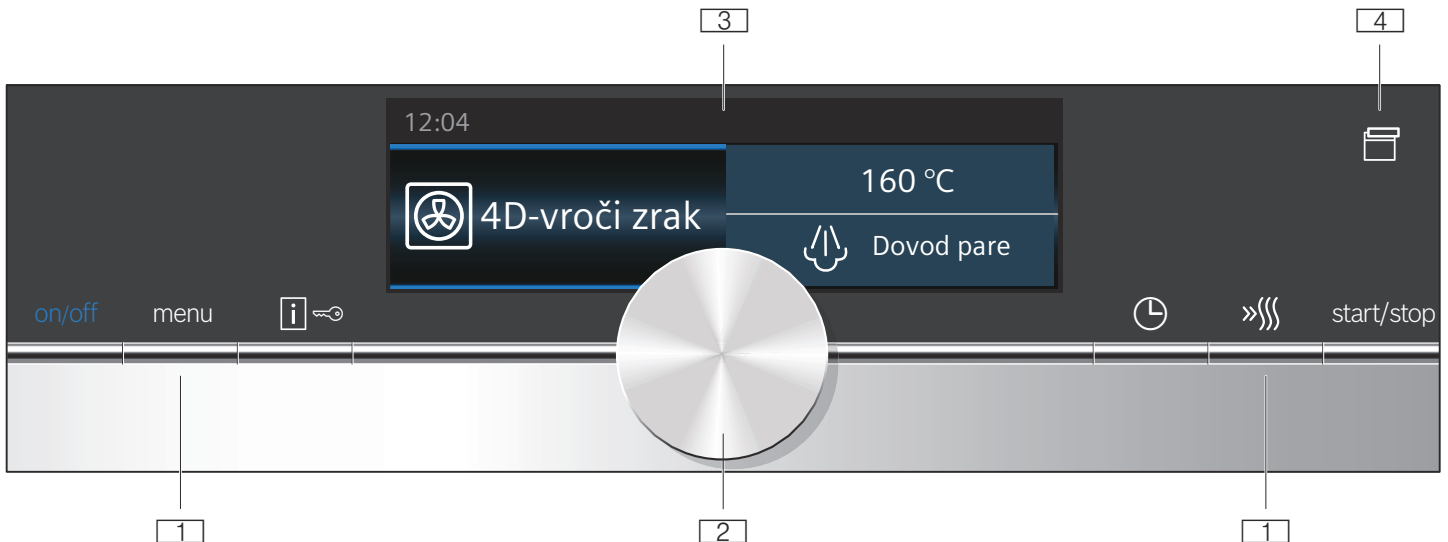 3
4
12:04
160 °C
4D-vroči zrak
Dovod pare
on/off
menu
i
start/stop
1
2
1